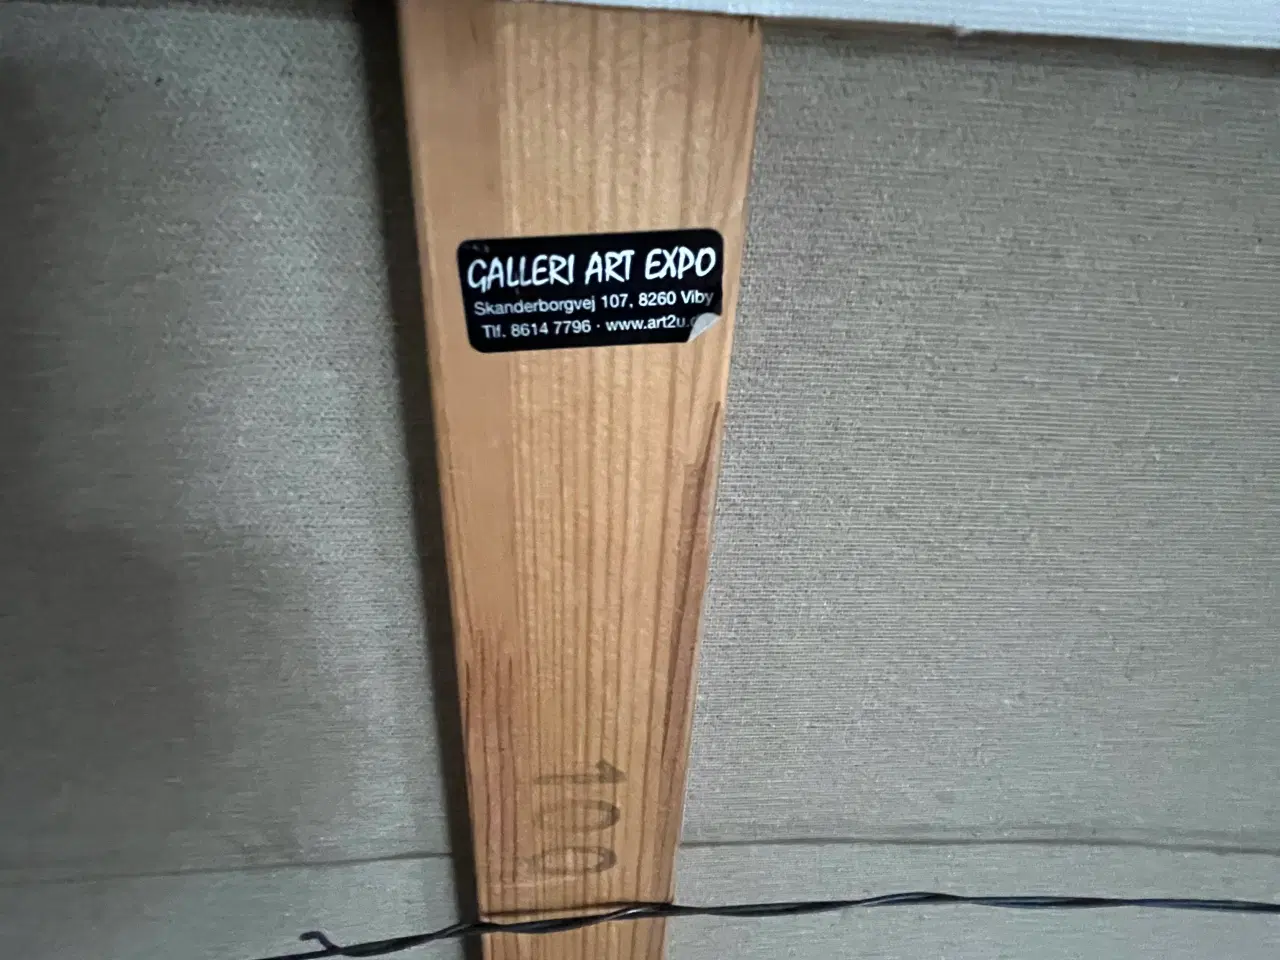 GALLERI ART EXPO
Skanderborgvej 107, 8260 Viby
Tlf. 8614 7796 · www.art2u.
100